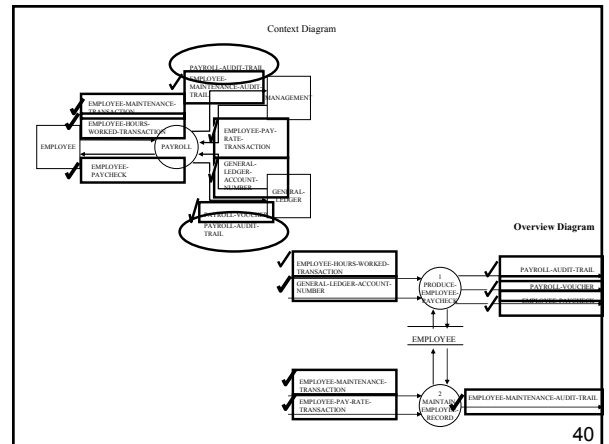 Context Diagram
PAYROLL-AUDIT-TRAIL
EMPLOYEE-
MAINTENANCE-AUDIT-
TRAIL
MANAGEMENT
EMPLOYEE-MAINTENANCE-
TRANSACTION
EMPLOYEE-HOURS-
WORKED-TRANSACTION
EMPLOYEE
PAYROLL
EMPLOYEE-PAY-
RATE-
TRANSACTION
EMPLOYEE-
PAYCHECK
GENERAL-
LEDGER-
ACCOUNT-
NUMBER
GENERAL-
LEDGER
PAYROLL-VOUCHER
PAYROLL-AUDIT-
TRAIL
Overview Diagram
EMPLOYEE-HOURS-WORKED-
TRANSACTION
GENERAL-LEDGER-ACCOUNT-
NUMBER
1
PRODUCE-
EMPLOYEE-
PAYCHECK
PAYROLL-AUDIT-TRAIL
PAYROLL-VOUCHER
EMPLOYEE-PAYCHECK
EMPLOYEE
EMPLOYEE-MAINTENANCE-
TRANSACTION
EMPLOYEE-PAY-RATE-
TRANSACTION
2
MAINTAIN-
EMPLOYEE-
RECORD
EMPLOYEE-MAINTENANCE-AUDIT-TRAIL
40